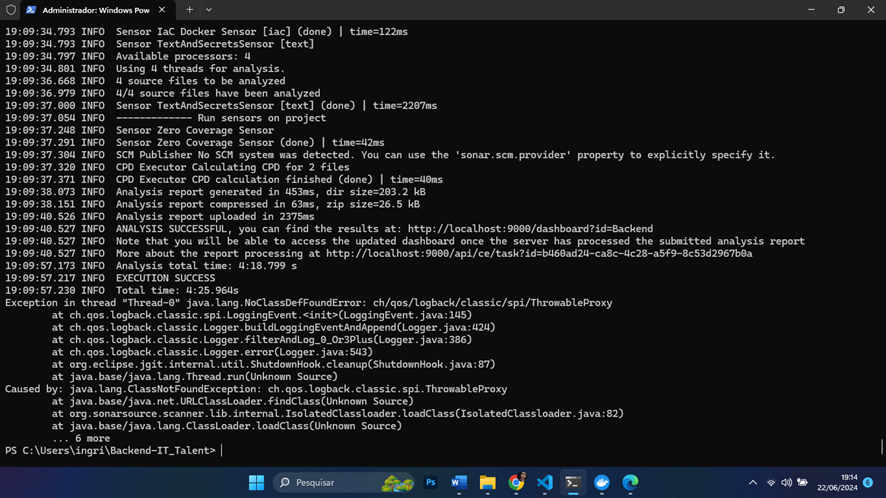 Administrador: Windows Pow
19:09:34.793 INFO  Sensor IaC Docker Sensor [iac] (done) | time=122ms
19:09:34.793 INFO  Sensor TextAndSecretsSensor [text]
19:09:34.797 INFO  Available processors: 4
19:09:34.801 INFO  Using 4 threads for analysis.
19:09:36.668 INFO  4 source files to be analyzed
19:09:36.979 INFO  4/4 source files have been analyzed
19:09:37.000 INFO  Sensor TextAndSecretsSensor [text] (done) | time=2207ms
19:09:37.054 INFO  ------------- Run sensors on project
19:09:37.248 INFO  Sensor Zero Coverage Sensor
19:09:37.291 INFO  Sensor Zero Coverage Sensor (done) | time=42ms
19:09:37.304 INFO  SCM Publisher No SCM system was detected. You can use the 'sonar.scm.provider' property to explicitly specify it.
19:09:37.320 INFO  CPD Executor Calculating CPD for 2 files
19:09:37.371 INFO  CPD Executor CPD calculation finished (done) | time=40ms
19:09:38.073 INFO  Analysis report generated in 453ms, dir size=203.2 kB
19:09:38.151 INFO  Analysis report compressed in 63ms, zip size=26.5 kB
19:09:40.526 INFO  Analysis report uploaded in 2375ms
19:09:40.527 INFO  ANALYSIS SUCCESSFUL, you can find the results at: http://localhost:9000/dashboard?id=Backend
19:09:40.527 INFO  Note that you will be able to access the updated dashboard once the server has processed the submitted analysis report
19:09:40.527 INFO  More about the report processing at http://localhost:9000/api/ce/task?id=b460ad24-ca8c-4c28-a5f9-8c53d2967b0a
19:09:57.173 INFO  Analysis total time: 4:18.799 s
19:09:57.217 INFO  EXECUTION SUCCESS
19:09:57.230 INFO  Total time: 4:25.964s
Exception in thread "Thread-0" java.lang.NoClassDefFoundError: ch/qos/logback/classic/spi/ThrowableProxy
        at ch.qos.logback.classic.spi.LoggingEvent.<init>(LoggingEvent.java:145)
        at ch.qos.logback.classic.Logger.buildLoggingEventAndAppend(Logger.java:424)
        at ch.qos.logback.classic.Logger.filterAndLog_0_Or3Plus(Logger.java:386)
        at ch.qos.logback.classic.Logger.error(Logger.java:543)
        at org.eclipse.jgit.internal.util.ShutdownHook.cleanup(ShutdownHook.java:87)
        at java.base/java.lang.Thread.run(Unknown Source)
Caused by: java.lang.ClassNotFoundException: ch.qos.logback.classic.spi.ThrowableProxy
        at java.base/java.net.URLClassLoader.findClass(Unknown Source)
        at org.sonarsource.scanner.lib.internal.IsolatedClassloader.loadClass(IsolatedClassloader.java:82)
        at java.base/java.lang.ClassLoader.loadClass(Unknown Source)
        ... 6 more
PS C:\Users\ingri\Backend-IT_Talent>
Pesquisar
Ps
19:14
22/06/2024
6